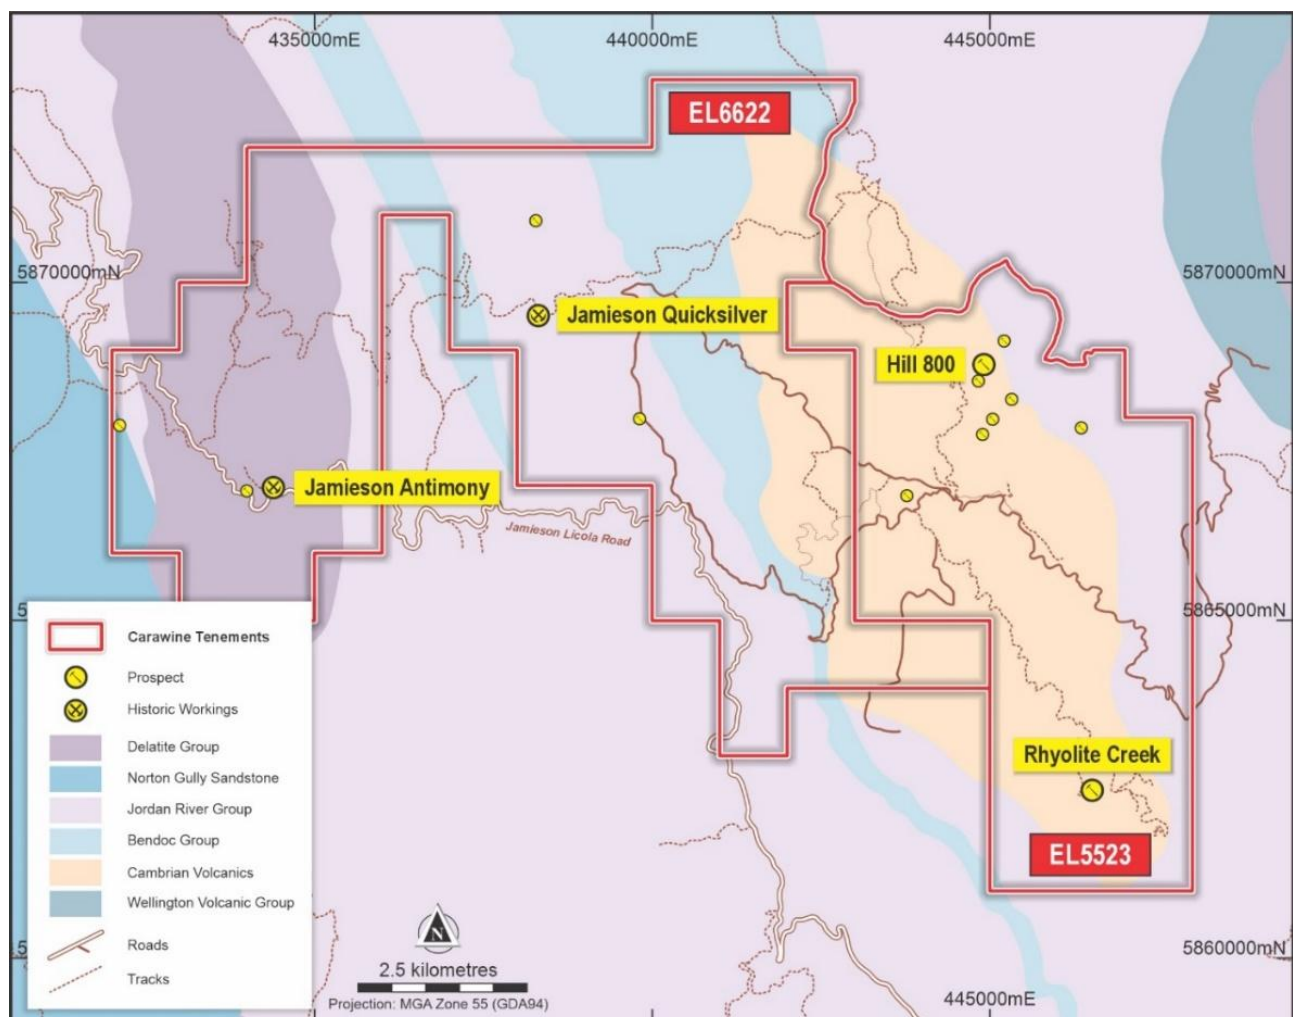 435000mE
440000mE
445000mE
EL6622
5870000mN
5870000mN
Jamieson Quicksilver
Hill 800
Jamieson Antimony
Jamieson Licola Road
5865000mN
Carawine Tenements
Prospect
Historic Workings
Delatite Group
Norton Gully Sandstone
Jordan River Group
Bendoc Group
Cambrian Volcanics
Wellington Volcanic Group
Roads
Tracks
Rhyolite Creek
EL5523
N
2.5 kilometres
Projection: MGA Zone 55 (GDA94)
5860000mN
445000mE